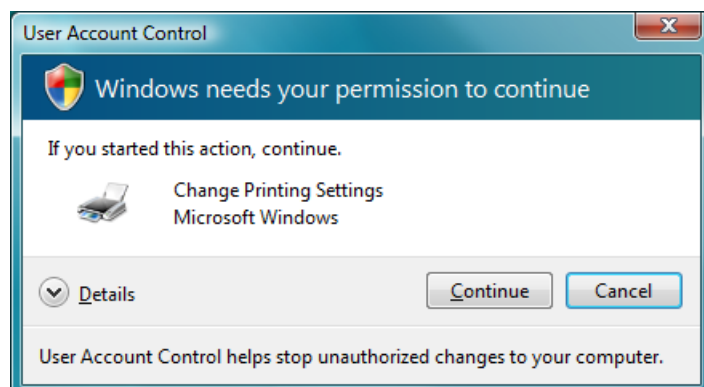 User Account Control
Windows needs your permission to continue
If you started this action, continue.
Change Printing Settings
Microsoft Windows
Details
Continue
Cancel
User Account Control helps stop unauthorized changes to your computer.